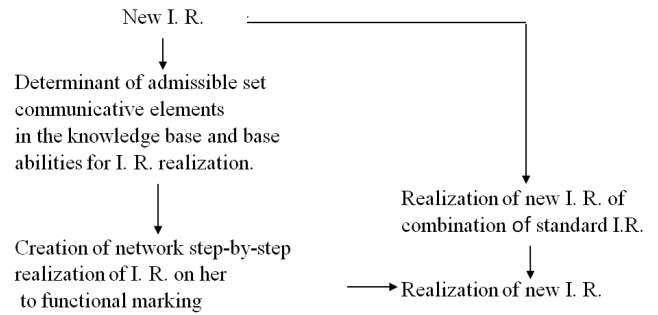 New I. R.
Determinant of admissible set
communicative elements
in the knowledge base and base
abilities for I. R. realization.
Creation of network step-by-step
realization of I. R. on her
to functional marking
Realization of new I. R. of
combination of standard I.R.
Realization of new I. R.